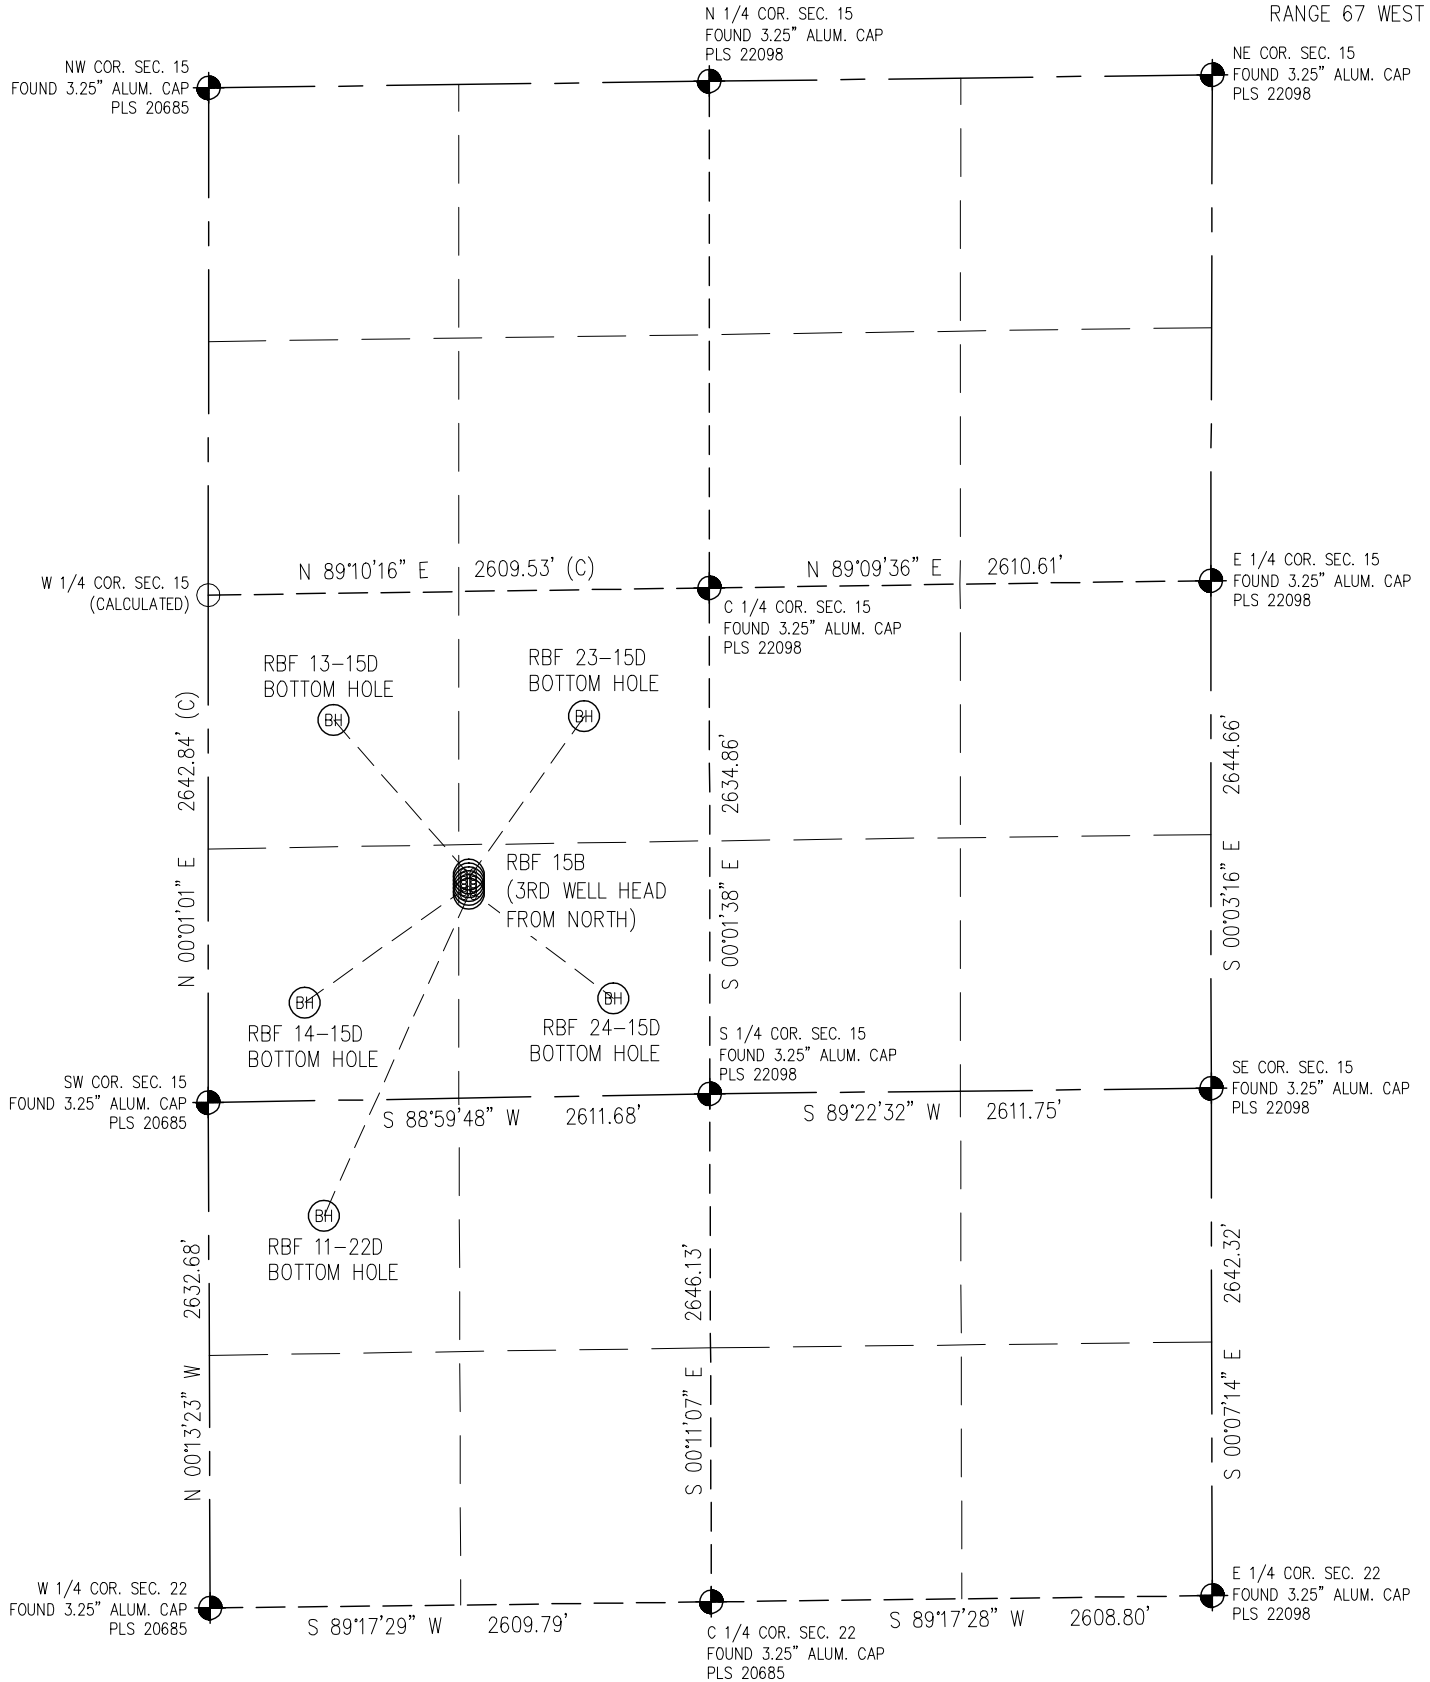 RANGE 67 WEST
N 1/4 COR. SEC. 15
FOUND 3.25" ALUM. CAP
PLS 22098
NW COR. SEC. 15
FOUND 3.25" ALUM. CAP
PLS 20685
NE COR. SEC. 15
FOUND 3.25" ALUM. CAP
PLS 22098
W 1/4 COR. SEC. 15
(CALCULATED)
N 89°10'16" E 2609.53' (C)
N 89°09'36" E 2610.61'
E 1/4 COR. SEC. 15
FOUND 3.25" ALUM. CAP
PLS 22098
C 1/4 COR. SEC. 15
FOUND 3.25" ALUM. CAP
PLS 22098
RBF 13-15D
BOTTOM HOLE
BH
RBF 23-15D
BOTTOM HOLE
BH
N 00°01'01" E 2642.84' (C)
S 00°01'38" E 2634.86'
S 00°03'16" E 2644.66'
RBF 15B
(3RD WELL HEAD
FROM NORTH)
BH
RBF 14-15D
BOTTOM HOLE
BH
RBF 24-15D
BOTTOM HOLE
S 1/4 COR. SEC. 15
FOUND 3.25" ALUM. CAP
PLS 22098
SW COR. SEC. 15
FOUND 3.25" ALUM. CAP
PLS 20685
SE COR. SEC. 15
FOUND 3.25" ALUM. CAP
PLS 22098
S 88°59'48" W 2611.68'
S 89°22'32" W 2611.75'
BH
RBF 11-22D
BOTTOM HOLE
N 00°13'23" W 2632.68'
S 00°11'07" E 2646.13'
S 00°07'14" E 2642.32'
W 1/4 COR. SEC. 22
FOUND 3.25" ALUM. CAP
PLS 20685
S 89°17'29" W 2609.79'
S 89°17'28" W 2608.80'
E 1/4 COR. SEC. 22
FOUND 3.25" ALUM. CAP
PLS 22098
C 1/4 COR. SEC. 22
FOUND 3.25" ALUM. CAP
PLS 20685